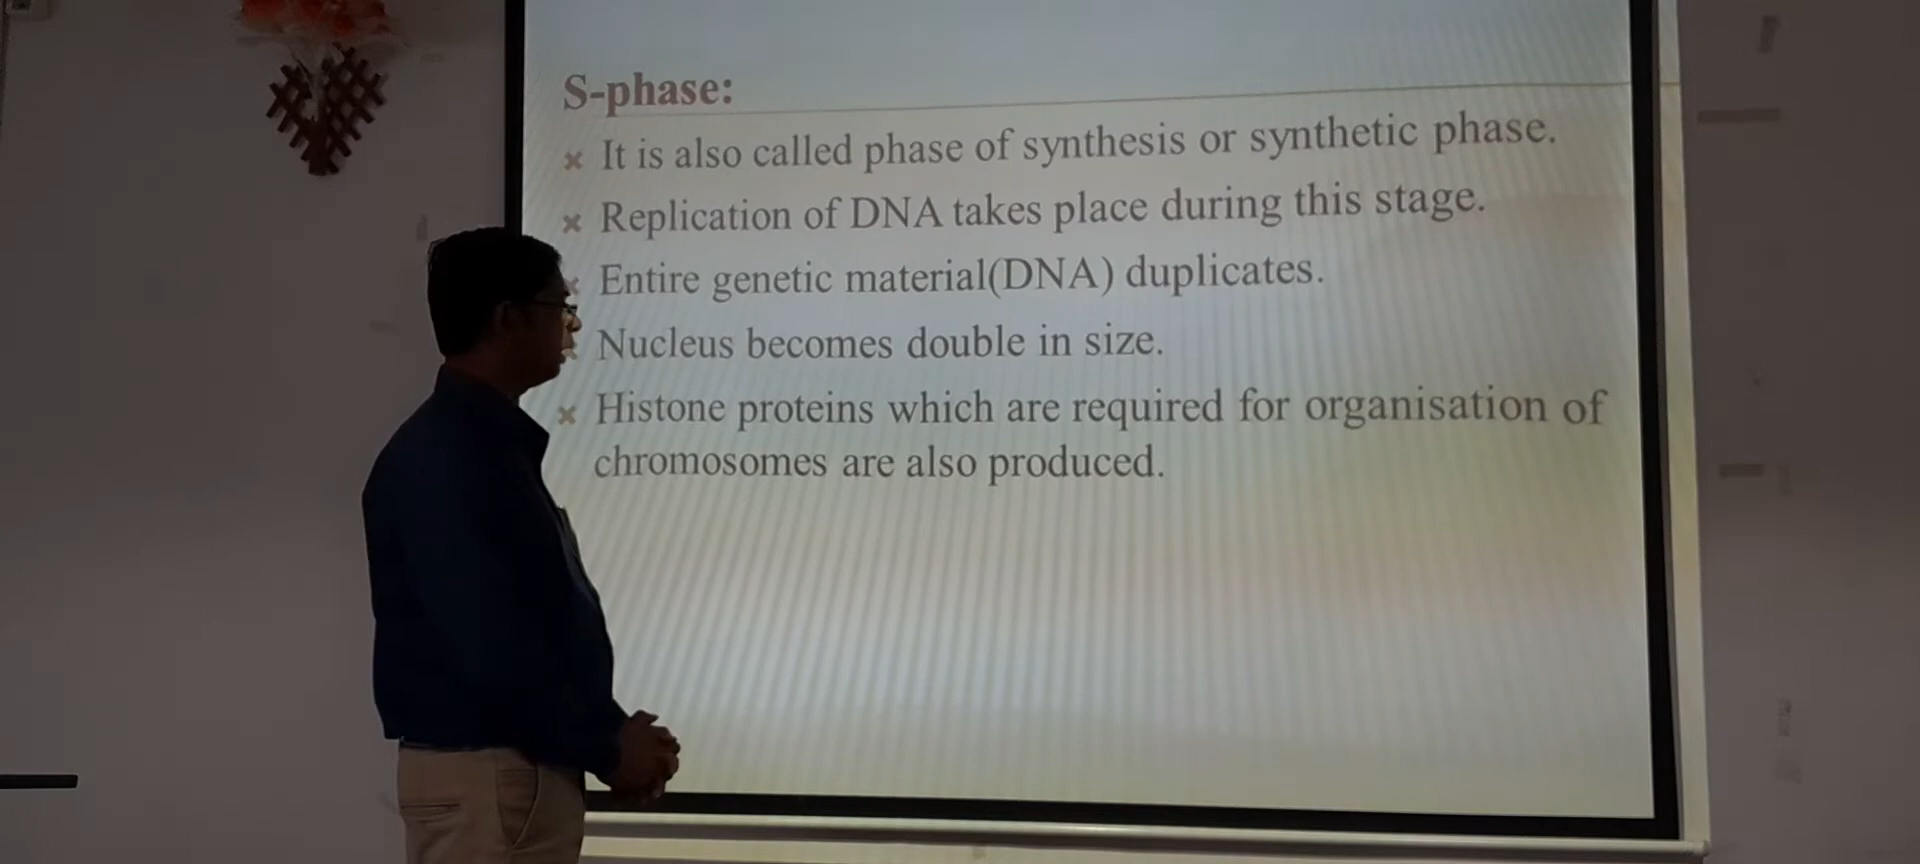 S-phase:
It is also called phase of synthesis or synthetic phase.
Replication of DNA takes place during this stage.
Entire genetic material(DNA) duplicates.
Nucleus becomes double in size.
Histone proteins which are required for organisation of
chromosomes are also produced.